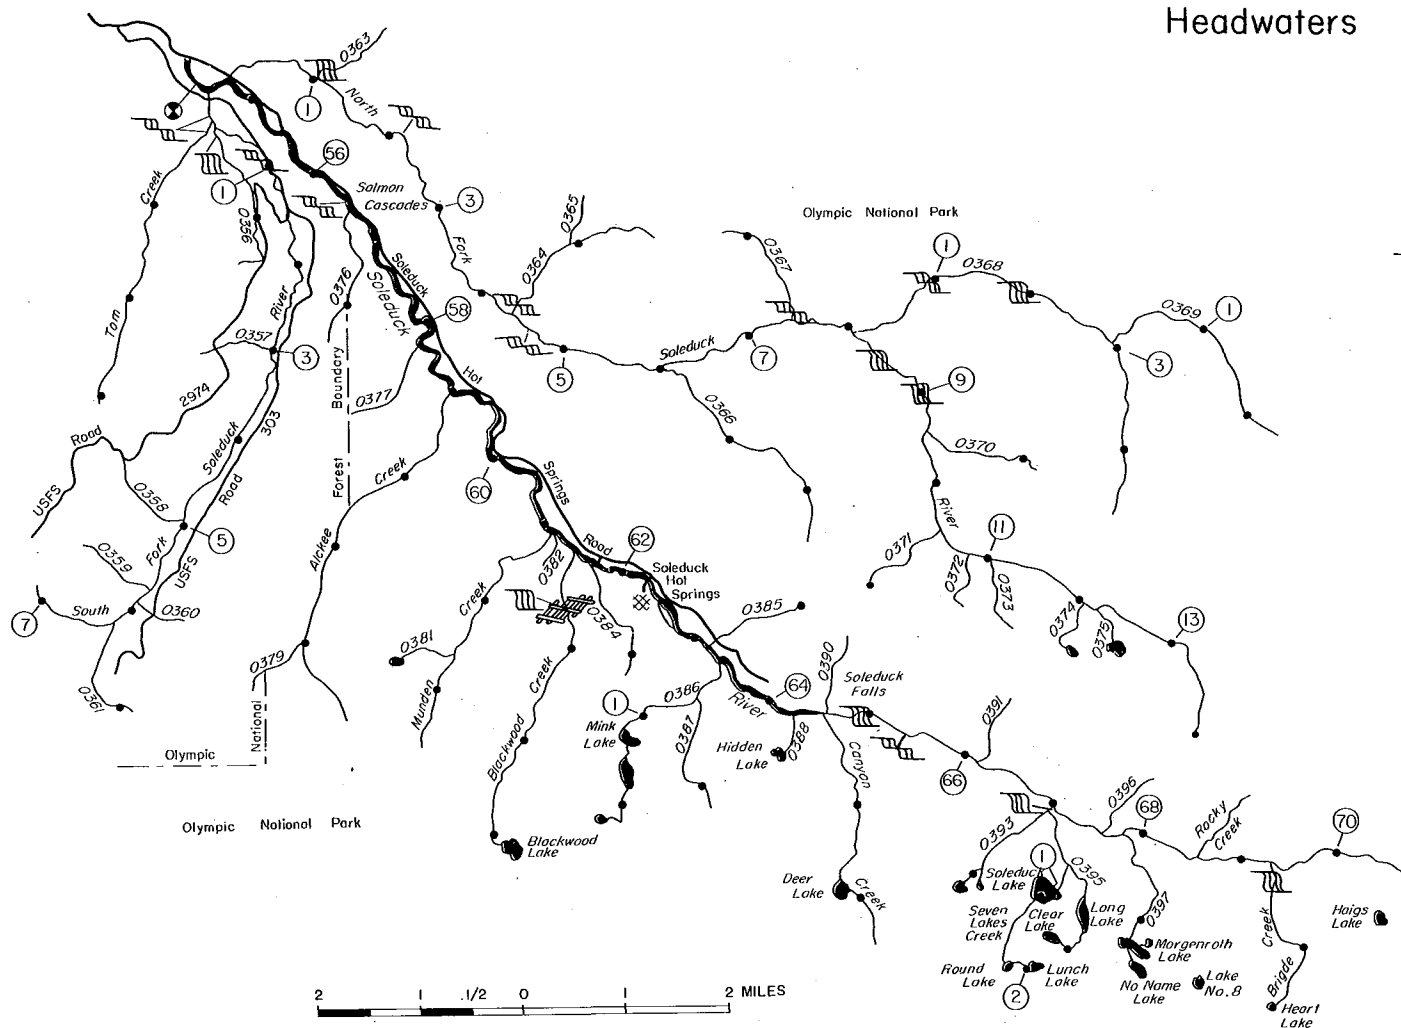 Headwaters
0363
1
North
56
Salmon
Cascades
3
Creek
1
0356
0365
0364
Olympic National Park
0367
1
0368
0369
1
Fork
Soleduck
Soleduck
0376
River
58
Tom
0357
3
Boundary
0377
Hot
5
Soleduck
7
9
3
2974
303
0366
0370
Road
Soleduck
Road
Creek
Forest
60
Springs
USFS
0358
5
Fork
Alckee
River
11
0371
0372
0373
Road
62
Soleduck
Hot
Springs
0359
USFS
0382
0385
South
0360
7
Creek
0384
0374
0375
13
0381
0379
0361
Munden
Creek
0386
1
0387
River
64
0390
Soleduck
Falls
0391
Olympic
National
Mink
Lake
Hidden
Lake
0388
Canyon
66
Blackwood
Olympic National Park
Blackwood
Lake
0396
68
Rocky
Creek
70
0393
1
Soleduck
Lake
0395
Deer
Lake
Creek
Seven
Lakes
Creek
Clear
Lake
Long
Lake
0397
Creek
Haigs
Lake
Morgenroth
Lake
Round
Lake
Lunch
Lake
2
No Name
Lake
Lake
No. 8
Brigde
Heart
Lake
2 1 .1/2 0 1 2 MILES